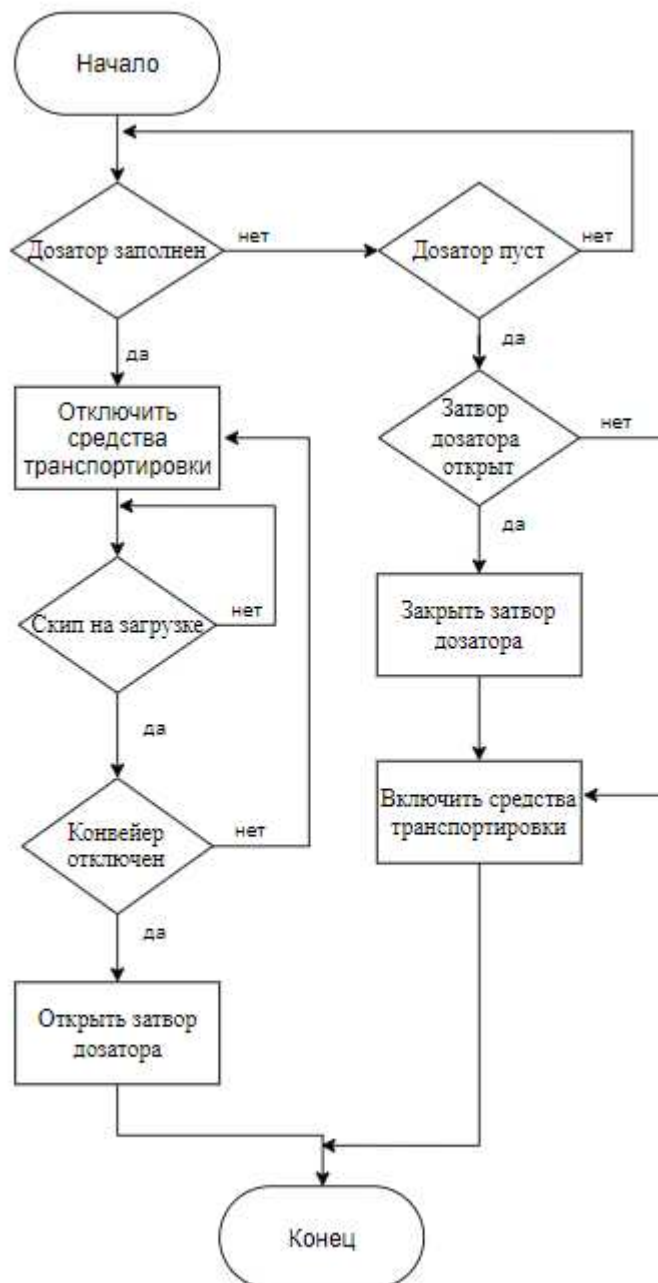 Начало
Дозатор заполнен
нет
Дозатор пуст
нет
да
да
Отключить
средства
транспортировки
Затвор
дозатора
открыт
нет
да
Скип на загрузке
нет
Закрыть затвор
дозатора
да
Конвейер
отключен
нет
Включить средства
транспортировки
да
Открыть затвор
дозатора
Конец